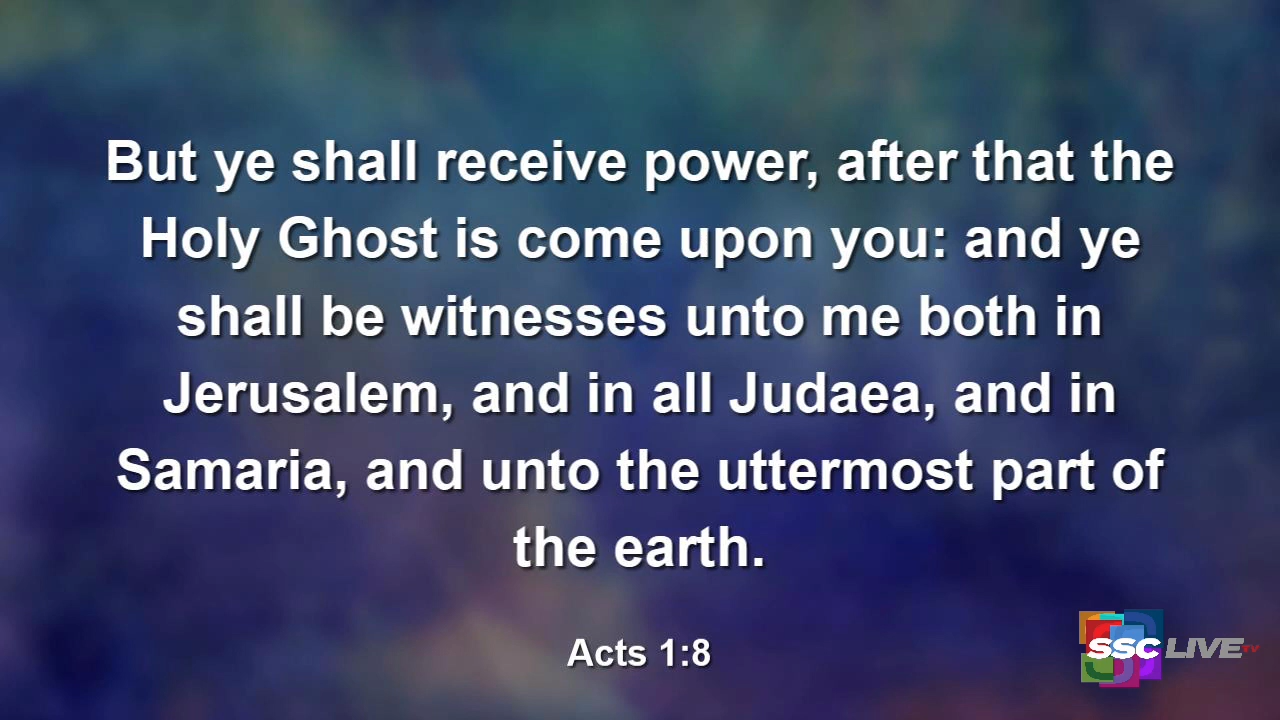 But ye shall receive power, after that the
Holy Ghost is come upon you: and ye
shall be witnesses unto me both in
Jerusalem, and in all Judaea, and in
Samaria, and unto the uttermost part of
the earth.
Acts 1:8
SSC LIVE TV